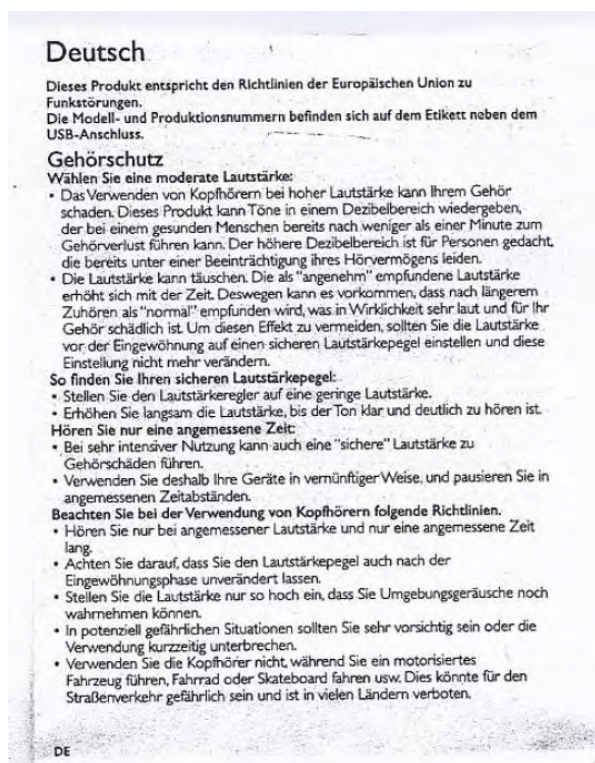 Deutsch
Dieses Produkt entspricht den Richtlinien der Europäischen Union zu
Funkstörungen.
Die Modell- und Produktionsnummern befinden sich auf dem Etikett neben dem
USB-Anschluss.
Gehörschutz
Wählen Sie eine moderate Lautstärke:
• Das Verwenden von Kopfhörern bei hoher Lautstärke kann Ihrem Gehör
schaden. Dieses Produkt kann Töne in einem Dezibelbereich wiedergeben,
der bei einem gesunden Menschen bereits nach weniger als einer Minute zum
Gehörverlust führen kann. Der höhere Dezibelbereich ist für Personen gedacht,
die bereits unter einer Beeinträchtigung ihres Hörvermögens leiden.
• Die Lautstärke kann täuschen. Die als "angenehm" empfundene Lautstärke
erhöht sich mit der Zeit. Deswegen kann es vorkommen, dass nach längerem
Zuhören als "normal" empfunden wird, was in Wirklichkeit sehr laut und für Ihr
Gehör schädlich ist. Um diesen Effekt zu vermeiden, sollten Sie die Lautstärke
vor der Eingewöhnung auf einen sicheren Lautstärkepegel einstellen und diese
Einstellung nicht mehr verändern.
So finden Sie Ihren sicheren Lautstärkepegel:
• Stellen Sie den Lautstärkeregler auf eine geringe Lautstärke.
• Erhöhen Sie langsam die Lautstärke, bis der Ton klar und deutlich zu hören ist.
Hören Sie nur eine angemessene Zeit:
• Bei sehr intensiver Nutzung kann auch eine "sichere" Lautstärke zu
Gehörschäden führen.
• Verwenden Sie deshalb Ihre Geräte in vernünftiger Weise, und pausieren Sie in
angemessenen Zeitabständen.
Beachten Sie bei der Verwendung von Kopfhörern folgende Richtlinien.
• Hören Sie nur bei angemessener Lautstärke und nur eine angemessene Zeit
lang.
• Achten Sie darauf, dass Sie den Lautstärkepegel auch nach der
Eingewöhnungsphase unverändert lassen.
• Stellen Sie die Lautstärke nur so hoch ein, dass Sie Umgebungsgeräusche noch
wahrnehmen können.
• In potenziell gefährlichen Situationen sollten Sie sehr vorsichtig sein oder die
Verwendung kurzzeitig unterbrechen.
• Verwenden Sie die Kopfhörer nicht, während Sie ein motorisiertes
Fahrzeug führen, Fahrrad oder Skateboard fahren usw. Dies könnte für den
Straßenverkehr gefährlich sein und ist in vielen Ländern verboten.
DE